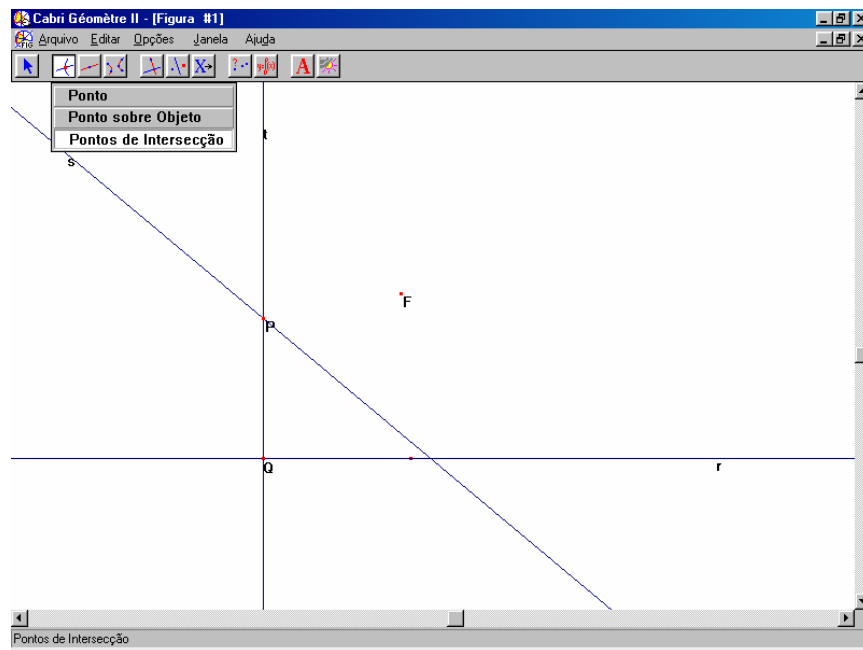 Cabri Géomètre II - [Figura #1]
FIG Arquivo Editar Opções Janela Ajuda
X ? y=f(x) A
Ponto
Ponto sobre Objeto
Pontos de Intersecção
t
s
F
P
Q
r
Pontos de Intersecção